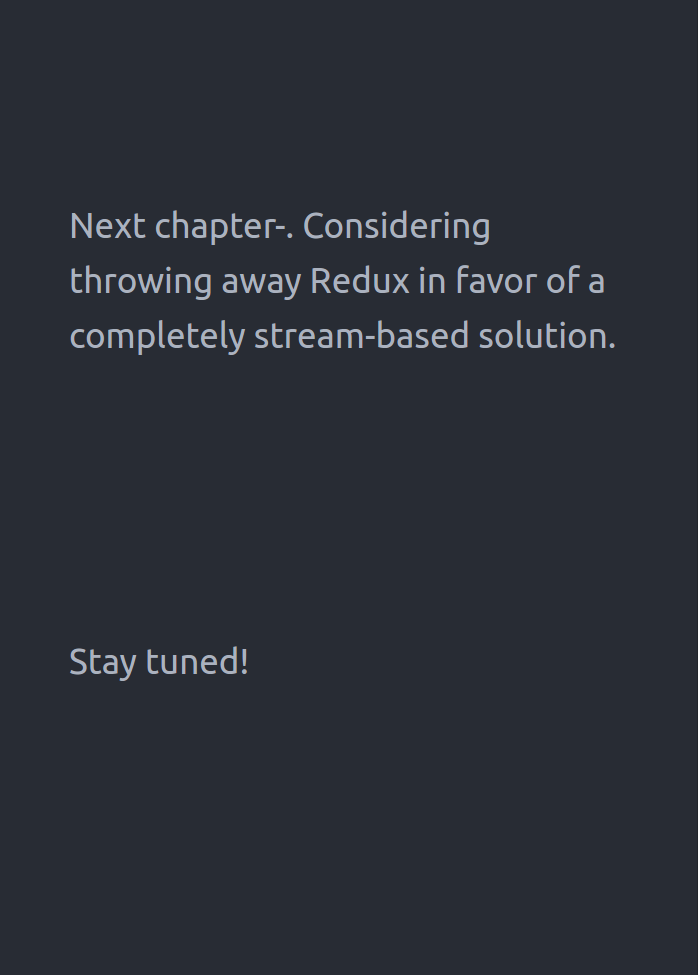 Next chapter-. Considering
throwing away Redux in favor of a
completely stream-based solution.
Stay tuned!